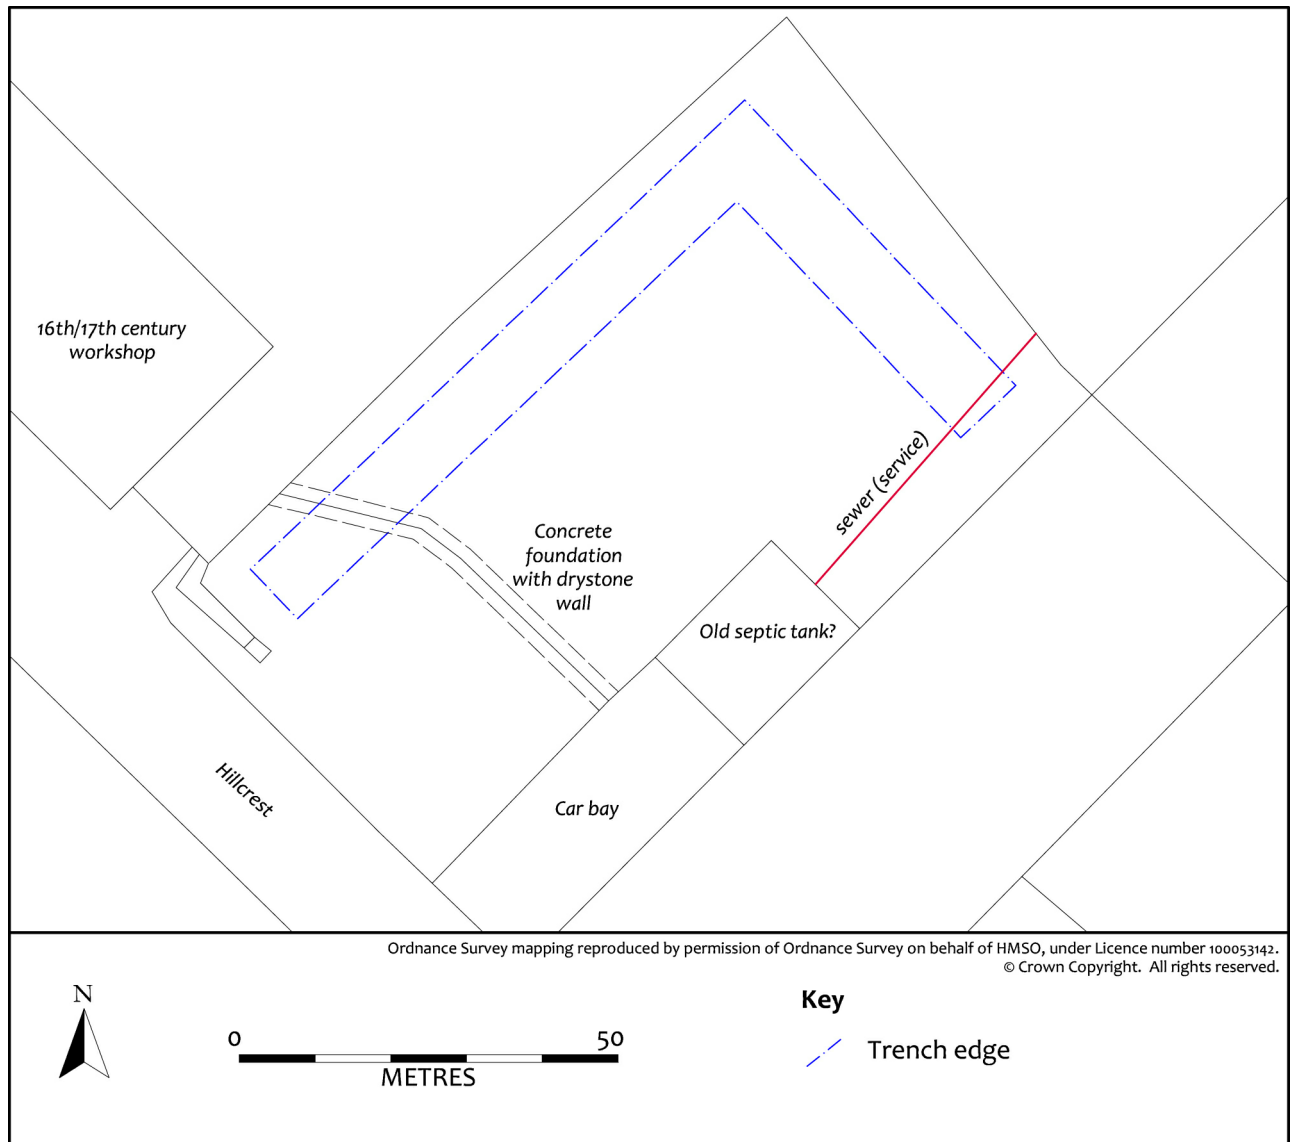 16th/17th century
workshop
sewer (service)
Concrete
foundation
with drystone
wall
Old septic tank?
Hillcrest
Car bay
Ordnance Survey mapping reproduced by permission of Ordnance Survey on behalf of HMSO, under Licence number 100053142.
© Crown Copyright. All rights reserved.
N
0 50
METRES
Key
Trench edge